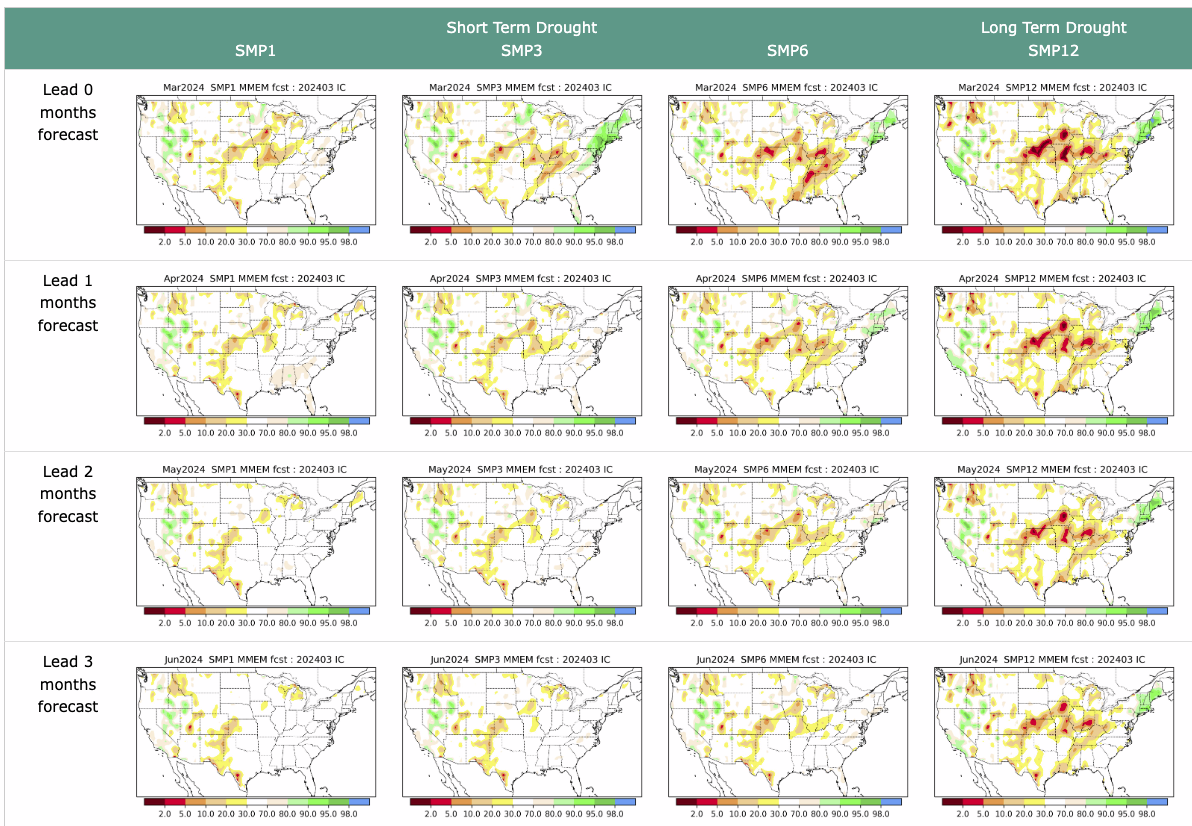 Short Term Drought
Long Term Drought
SMP1
SMP3
SMP6
SMP12
Lead 0
months
forecast
Mar2024 SMP1 MMEM fcst : 202403 IC
Mar2024 SMP3 MMEM fcst : 202403 IC
Mar2024 SMP6 MMEM fcst : 202403 IC
Mar2024 SMP12 MMEM fcst : 202403 IC
2.0 5.0 10.0 20.0 30.0 70.0 80.0 90.0 95.0 98.0
2.0 5.0 10.0 20.0 30.0 70.0 80.0 90.0 95.0 98.0
2.0 5.0 10.0 20.0 30.0 70.0 80.0 90.0 95.0 98.0
2.0 5.0 10.0 20.0 30.0 70.0 80.0 90.0 95.0 98.0
Lead 1
months
forecast
Apr2024 SMP1 MMEM fcst : 202403 IC
Apr2024 SMP3 MMEM fcst : 202403 IC
Apr2024 SMP6 MMEM fcst : 202403 IC
Apr2024 SMP12 MMEM fcst : 202403 IC
2.0 5.0 10.0 20.0 30.0 70.0 80.0 90.0 95.0 98.0
2.0 5.0 10.0 20.0 30.0 70.0 80.0 90.0 95.0 98.0
2.0 5.0 10.0 20.0 30.0 70.0 80.0 90.0 95.0 98.0
2.0 5.0 10.0 20.0 30.0 70.0 80.0 90.0 95.0 98.0
Lead 2
months
forecast
May2024 SMP1 MMEM fcst : 202403 IC
May2024 SMP3 MMEM fcst : 202403 IC
May2024 SMP6 MMEM fcst : 202403 IC
May2024 SMP12 MMEM fcst : 202403 IC
2.0 5.0 10.0 20.0 30.0 70.0 80.0 90.0 95.0 98.0
2.0 5.0 10.0 20.0 30.0 70.0 80.0 90.0 95.0 98.0
2.0 5.0 10.0 20.0 30.0 70.0 80.0 90.0 95.0 98.0
2.0 5.0 10.0 20.0 30.0 70.0 80.0 90.0 95.0 98.0
Lead 3
months
forecast
Jun2024 SMP1 MMEM fcst : 202403 IC
Jun2024 SMP3 MMEM fcst : 202403 IC
Jun2024 SMP6 MMEM fcst : 202403 IC
Jun2024 SMP12 MMEM fcst : 202403 IC
2.0 5.0 10.0 20.0 30.0 70.0 80.0 90.0 95.0 98.0
2.0 5.0 10.0 20.0 30.0 70.0 80.0 90.0 95.0 98.0
2.0 5.0 10.0 20.0 30.0 70.0 80.0 90.0 95.0 98.0
2.0 5.0 10.0 20.0 30.0 70.0 80.0 90.0 95.0 98.0